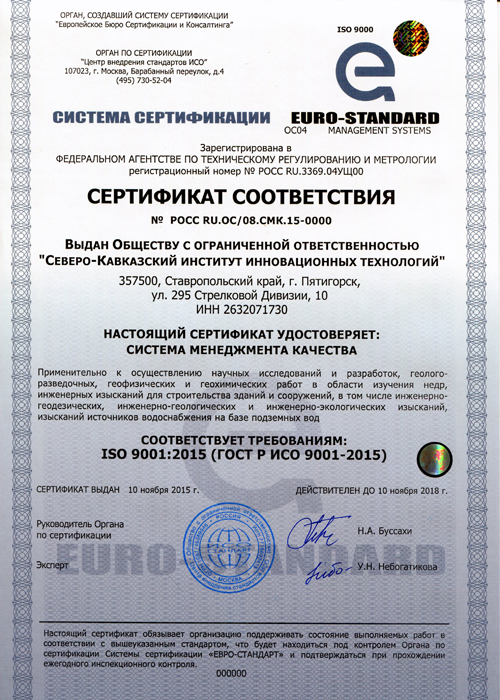 ОРГАН, СОЗДАВШИЙ СИСТЕМУ СЕРТИФИКАЦИИ
"Европейское Бюро Сертификации и Консалтинга"
ОРГАН ПО СЕРТИФИКАЦИИ
"Центр внедрения стандартов ИСО"
107023, г. Москва, Барабанный переулок, д.4
(495) 730-52-04
ISO 9000
СИСТЕМА СЕРТИФИКАЦИИ EURO-STANDARD
ОС04 MANAGEMENT SYSTEMS
Зарегистрирована в
ФЕДЕРАЛЬНОМ АГЕНТСТВЕ ПО ТЕХНИЧЕСКОМУ РЕГУЛИРОВАНИЮ И МЕТРОЛОГИИ
регистрационный номер № РОСС RU.3369.04УЩ00
СЕРТИФИКАТ СООТВЕТСТВИЯ
№ РОСС RU.ОС/08.СМК.15-0000
Выдан Обществу с ограниченной ответственностью
"Северо-Кавказский институт инновационных технологий"
357500, Ставропольский край, г. Пятигорск,
ул. 295 Стрелковой Дивизии, 10
ИНН 2632071730
НАСТОЯЩИЙ СЕРТИФИКАТ УДОСТОВЕРЯЕТ:
СИСТЕМА МЕНЕДЖМЕНТА КАЧЕСТВА
Применительно к осуществлению научных исследований и разработок, геолого-
разведочных, геофизических и геохимических работ в области изучения недр,
инженерных изысканий для строительства зданий и сооружений, в том числе инженерно-
геодезических, инженерно-геологических и инженерно-экологических изысканий,
изысканий источников водоснабжения на базе подземных вод
СООТВЕТСТВУЕТ ТРЕБОВАНИЯМ:
ISO 9001:2015 (ГОСТ Р ИСО 9001-2015)
СЕРТИФИКАТ ВЫДАН 10 ноября 2015 г.
ДЕЙСТВИТЕЛЕН ДО 10 ноября 2018 г.
Руководитель Органа
по сертификации
Н.А. Буссахи
EURO-STANDARD
Эксперт
У.Н. Небогатикова
РОССИЯ
МОСКВА
Настоящий сертификат обязывает организацию поддерживать состояние выполняемых работ в
соответствии с вышеуказанным стандартом, что будет находиться под контролем Органа по
сертификации Системы сертификации «ЕВРО-СТАНДАРТ» и подтверждаться при прохождении
ежегодного инспекционного контроля.
000000